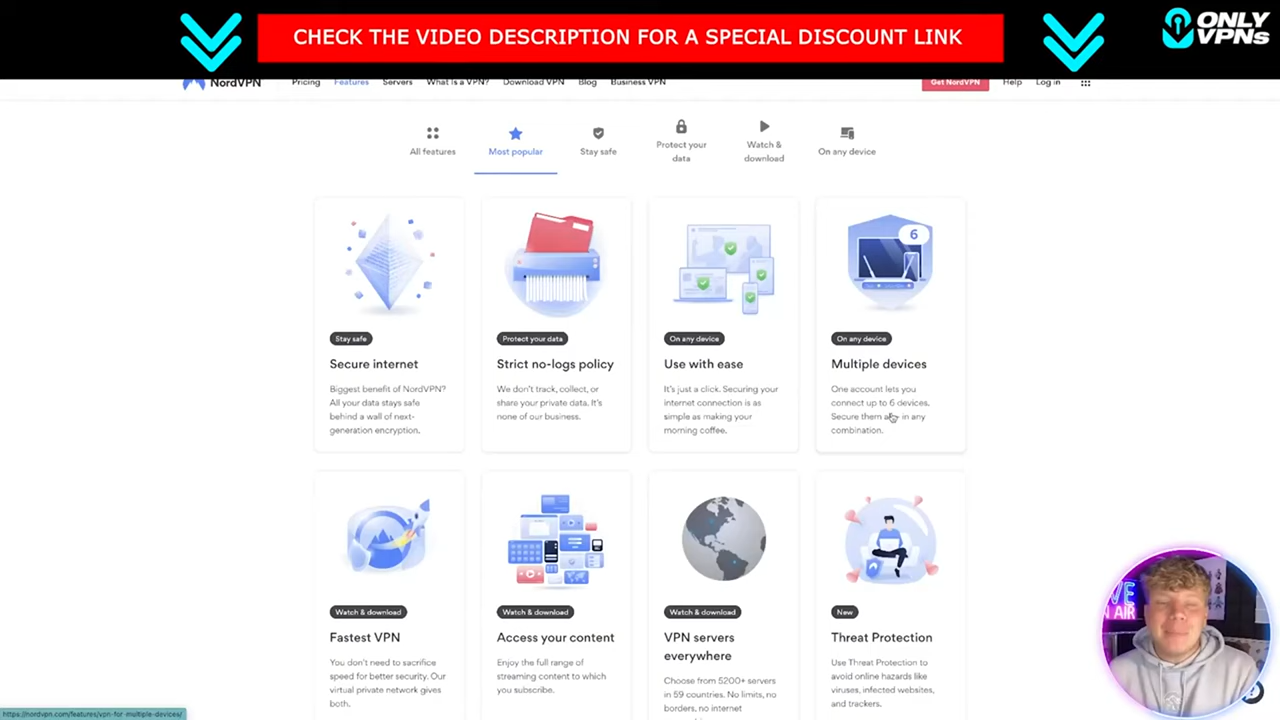 CHECK THE VIDEO DESCRIPTION FOR A SPECIAL DISCOUNT LINK
ONLY
VPNs
NordVPN
Pricing
Features
Servers
What Is a VPN?
Download VPN
Blog
Business VPN
Get NordVPN
Help
Log in
All features
Most popular
Stay safe
Protect your
data
Watch &
download
On any device
6
Stay safe
Secure internet
Biggest benefit of NordVPN?
All your data stays safe
behind a wall of next-
generation encryption.
Protect your data
Strict no-logs policy
We don't track, collect, or
share your private data. It's
none of our business.
On any device
Use with ease
It's just a click. Securing your
internet connection is as
simple as making your
morning coffee.
On any device
Multiple devices
One account lets you
connect up to 6 devices.
Secure them in any
combination.
Watch & download
Fastest VPN
You don't need to sacrifice
speed for better security. Our
virtual private network gives
both.
Watch & download
Access your content
Enjoy the full range of
streaming content to which
you subscribe.
Watch & download
VPN servers
everywhere
Choose from 5200+ servers
in 59 countries. No limits, no
borders, no internet
New
Threat Protection
Use Threat Protection to
avoid online hazards like
viruses, infected websites,
and trackers.
ON AIR
https://nordvpn.com/features/vpn-for-multiple-devices/